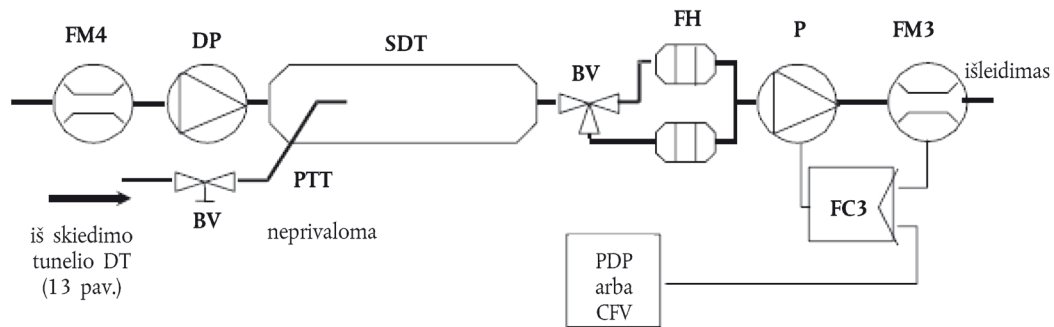 FM4
DP
SDT
BV
FH
P
FM3
išleidimas
PTT
BV
neprivaloma
iš skiedimo
tunelio DT
(13 pav.)
FC3
PDP
arba
CFV